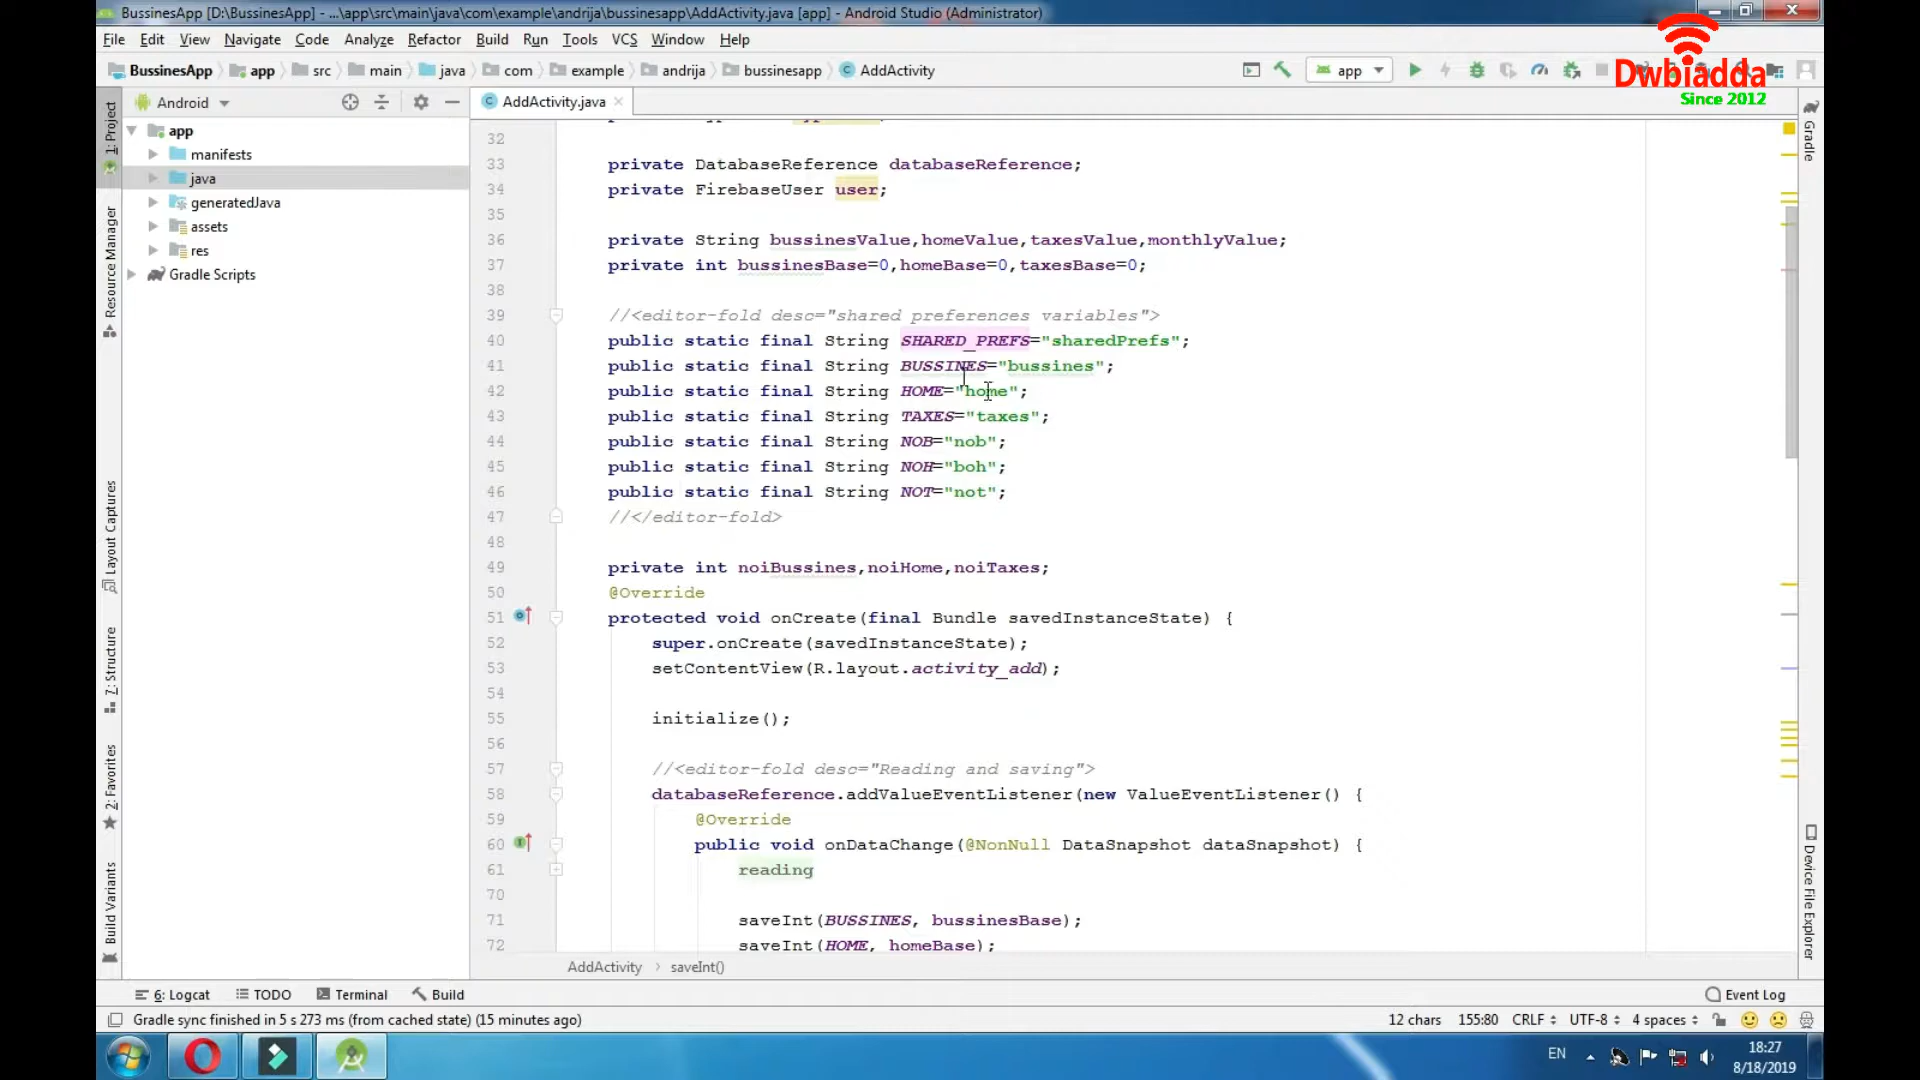 BussinesApp [D:\BussinesApp] - ...\app\src\main\java\com\example\andrija\bussinesapp\AddActivity.java [app] - Android Studio (Administrator)
File Edit View Navigate Code Analyze Refactor Build Run Tools VCS Window Help
BussinesApp app src main java com example andrija bussinesapp AddActivity
app
Dwbiadda
Since 2012
Android
AddActivity.java
1: Project
Resource Manager
Layout Captures
7: Structure
2: Favorites
Build Variants
app
manifests
java
generatedJava
assets
res
Gradle Scripts
32
33 private DatabaseReference databaseReference;
34 private FirebaseUser user;
35
36 private String bussinesValue,homeValue,taxesValue,monthlyValue;
37 private int bussinesBase=0,homeBase=0,taxesBase=0;
38
39 //<editor-fold desc="shared preferences variables">
40 public static final String SHARED_PREFS="sharedPrefs";
41 public static final String BUSSINES="bussines";
42 public static final String HOME="home";
43 public static final String TAXES="taxes";
44 public static final String NOB="nob";
45 public static final String NOH="boh";
46 public static final String NOT="not";
47 //</editor-fold>
48
49 private int noiBussines,noiHome,noiTaxes;
50 @Override
51 protected void onCreate(final Bundle savedInstanceState) {
52 super.onCreate(savedInstanceState);
53 setContentView(R.layout.activity_add);
54
55 initialize();
56
57 //<editor-fold desc="Reading and saving">
58 databaseReference.addValueEventListener(new ValueEventListener() {
59 @Override
60 public void onDataChange(@NonNull DataSnapshot dataSnapshot) {
61 reading
70
71 saveInt(BUSSINES, bussinesBase);
72 saveInt(HOME, homeBase);
AddActivity saveInt()
Gradle
Device File Explorer
6: Logcat TODO Terminal Build Event Log
Gradle sync finished in 5 s 273 ms (from cached state) (15 minutes ago) 12 chars 155:80 CRLF UTF-8 4 spaces
EN
18:27
8/18/2019